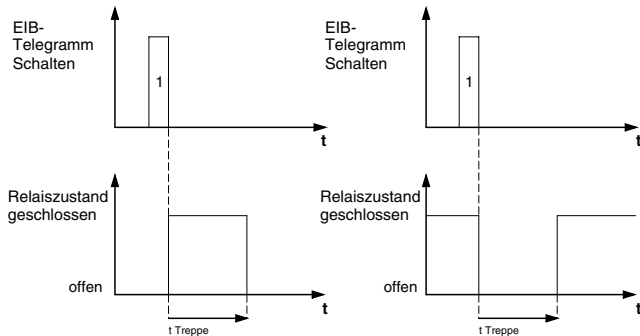 EIB-
Telegramm
Schalten
1
t
Relaiszustand
geschlossen
offen
t
t Treppe
EIB-
Telegramm
Schalten
1
t
Relaiszustand
geschlossen
offen
t
t Treppe